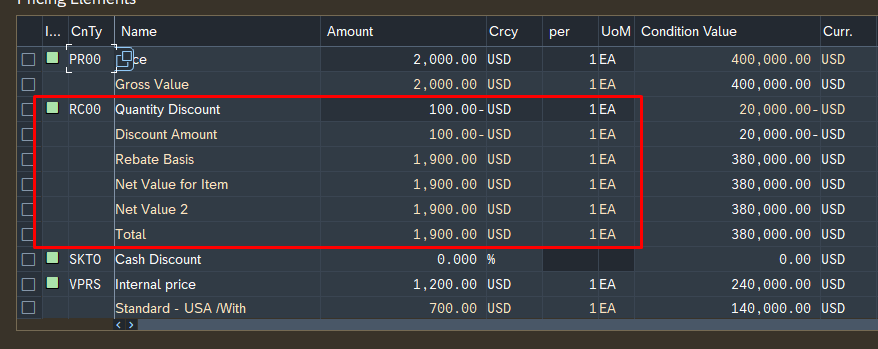 Pricing Elements
I... CnTy Name Amount Crcy per UoM Condition Value Curr.
PR00 ce 2,000.00 USD 1 EA 400,000.00 USD
Gross Value 2,000.00 USD 1 EA 400,000.00 USD
RC00 Quantity Discount 100.00- USD 1 EA 20,000.00- USD
Discount Amount 100.00- USD 1 EA 20,000.00- USD
Rebate Basis 1,900.00 USD 1 EA 380,000.00 USD
Net Value for Item 1,900.00 USD 1 EA 380,000.00 USD
Net Value 2 1,900.00 USD 1 EA 380,000.00 USD
Total 1,900.00 USD 1 EA 380,000.00 USD
SKTO Cash Discount 0.000 % 0.00 USD
VPRS Internal price 1,200.00 USD 1 EA 240,000.00 USD
Standard - USA /With 700.00 USD 1 EA 140,000.00 USD